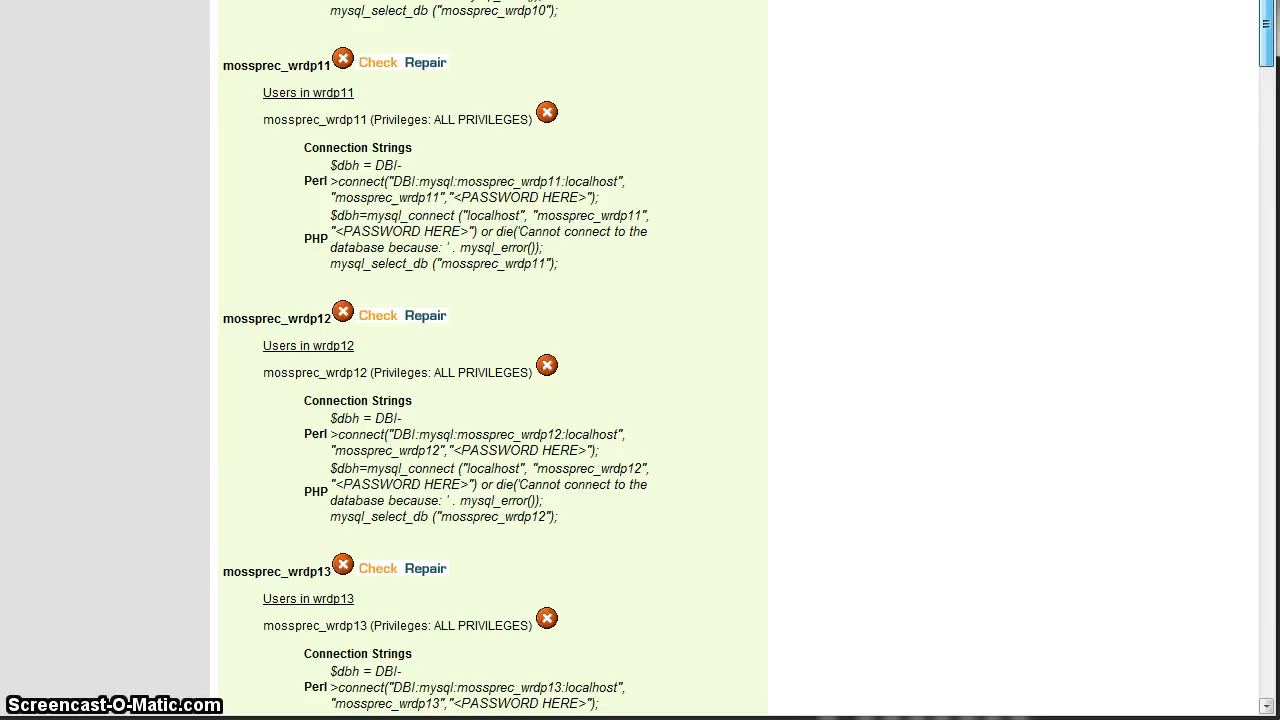 mysql_select_db ("mossprec_wrdp10");
mossprec_wrdp11 Check Repair
Users in wrdp11
mossprec_wrdp11 (Privileges: ALL PRIVILEGES)
Connection Strings
$dbh = DBI-
Perl >connect("DBI:mysql:mossprec_wrdp11:localhost",
"mossprec_wrdp11","<PASSWORD HERE>");
$dbh=mysql_connect ("localhost", "mossprec_wrdp11",
"<PASSWORD HERE>") or die('Cannot connect to the
PHP
database because: ' . mysql_error());
mysql_select_db ("mossprec_wrdp11");
mossprec_wrdp12 Check Repair
Users in wrdp12
mossprec_wrdp12 (Privileges: ALL PRIVILEGES)
Connection Strings
$dbh = DBI-
Perl >connect("DBI:mysql:mossprec_wrdp12:localhost",
"mossprec_wrdp12","<PASSWORD HERE>");
$dbh=mysql_connect ("localhost", "mossprec_wrdp12",
"<PASSWORD HERE>") or die('Cannot connect to the
PHP
database because: ' . mysql_error());
mysql_select_db ("mossprec_wrdp12");
mossprec_wrdp13 Check Repair
Users in wrdp13
mossprec_wrdp13 (Privileges: ALL PRIVILEGES)
Connection Strings
$dbh = DBI-
Perl >connect("DBI:mysql:mossprec_wrdp13:localhost",
"mossprec_wrdp13","<PASSWORD HERE>");
Screencast-O-Matic.com